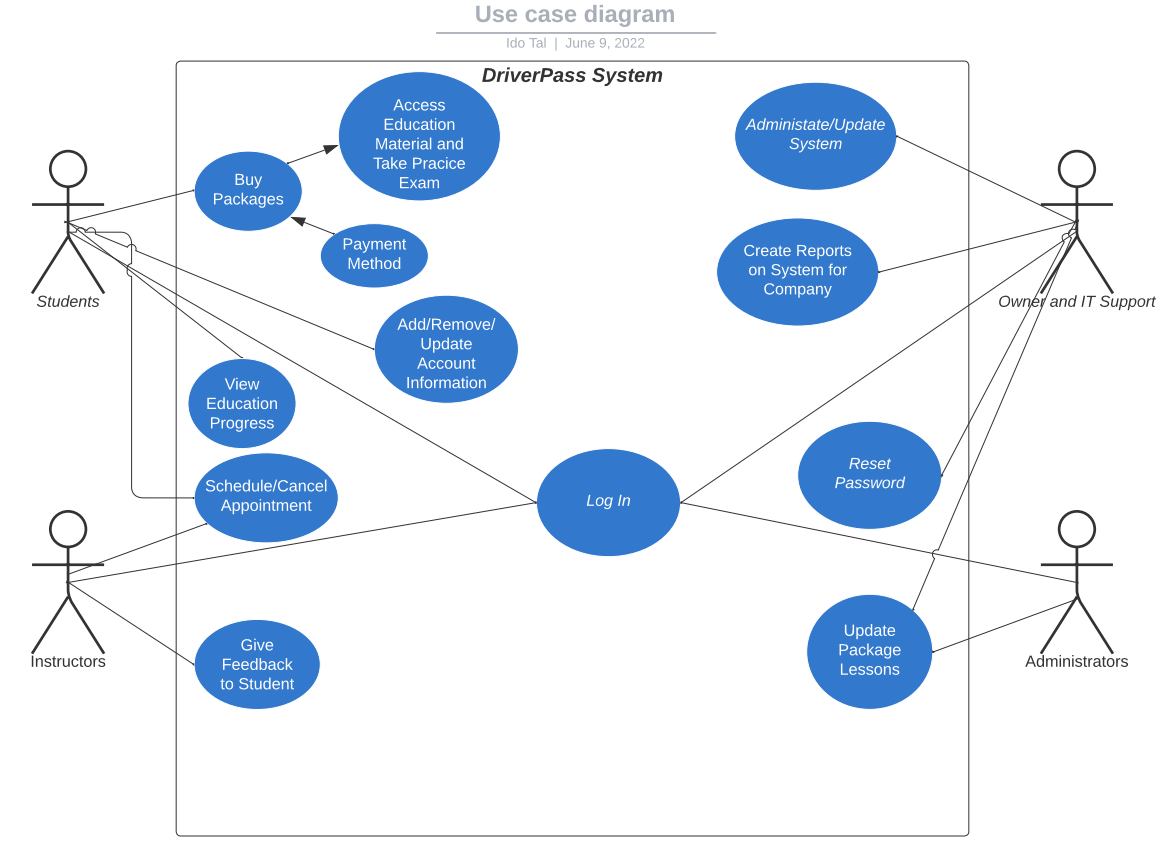 Use case diagram
Ido Tal | June 9, 2022
DriverPass System
Access
Education
Material and
Take Pracice
Exam
Buy
Packages
Payment
Method
Students
Add/Remove/
Update
Account
Information
View
Education
Progress
Schedule/Cancel
Appointment
Instructors
Give
Feedback
to Student
Log In
Administate/Update
System
Create Reports
on System for
Company
Owner and IT Support
Reset
Password
Update
Package
Lessons
Administrators